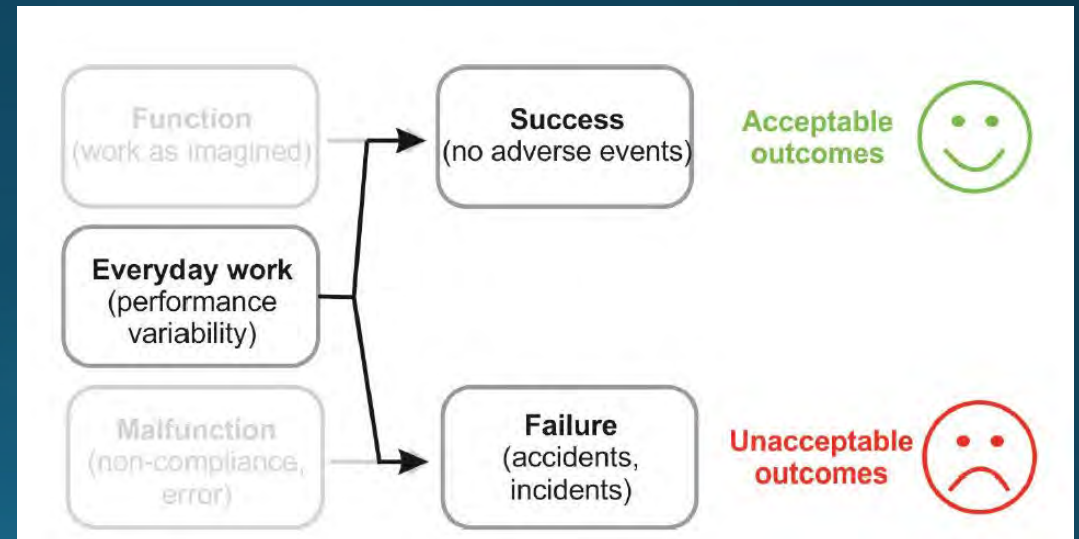 Function
(work as imagined)
Success
(no adverse events)
Acceptable
outcomes
Everyday work
(performance
variability)
Malfunction
(non-compliance,
error)
Failure
(accidents,
incidents)
Unacceptable
outcomes